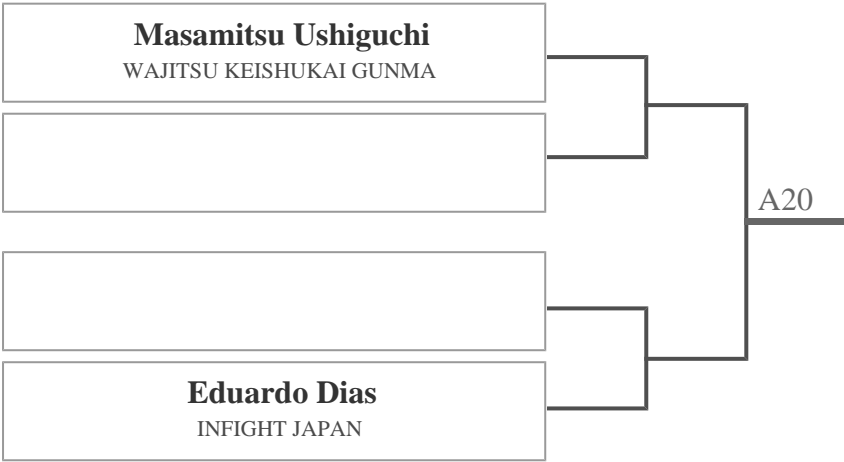 Masamitsu Ushiguchi
WAJITSU KEISHUKAI GUNMA
A20
Eduardo Dias
INFIGHT JAPAN